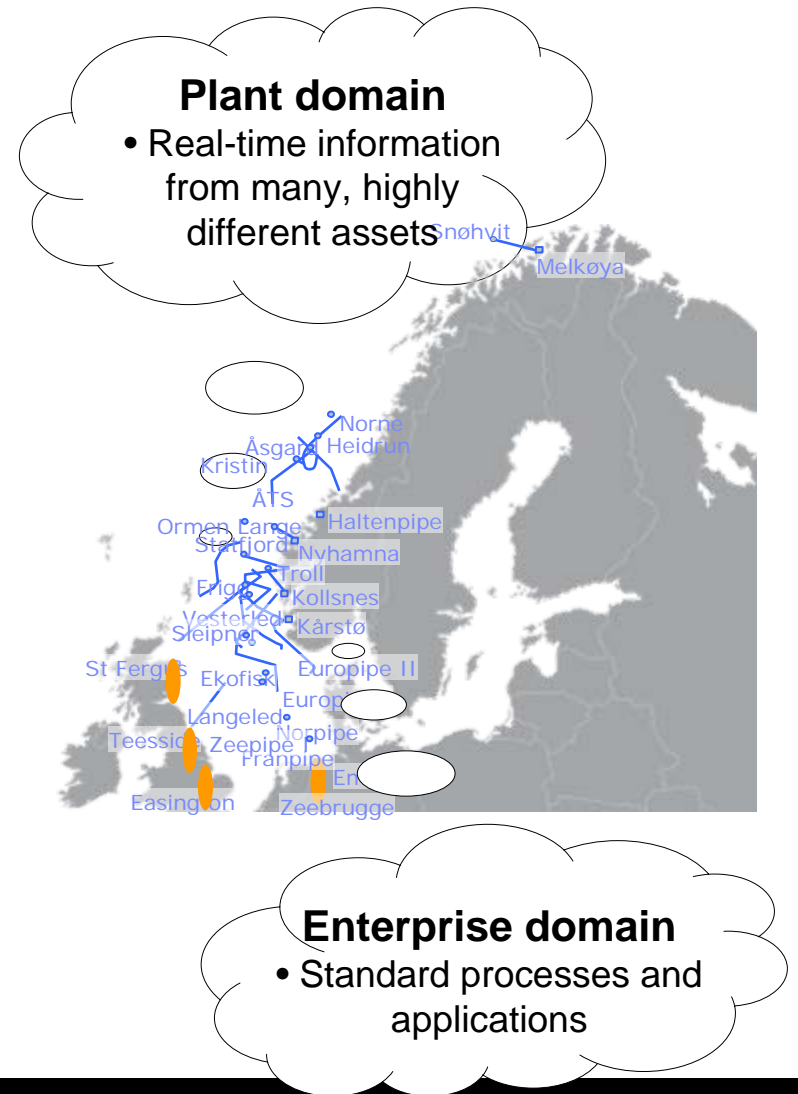 Plant domain
• Real-time information
from many, highly
different assets
Snøhvit
Melkøya
Norne
Åsgard Heidrun
Kristin
ÅTS
Haltenpipe
Ormen Lange
Statfjord
Nyhamna
Troll
Frigg
Kollsnes
Vesterled
Kårstø
Sleipner
St Fergus
Ekofisk
Europipe II
Langeled
Norpipe
Teesside
Zeepipe I
Franpipe
Easington
Zeebrugge
Enterprise domain
• Standard processes and
applications